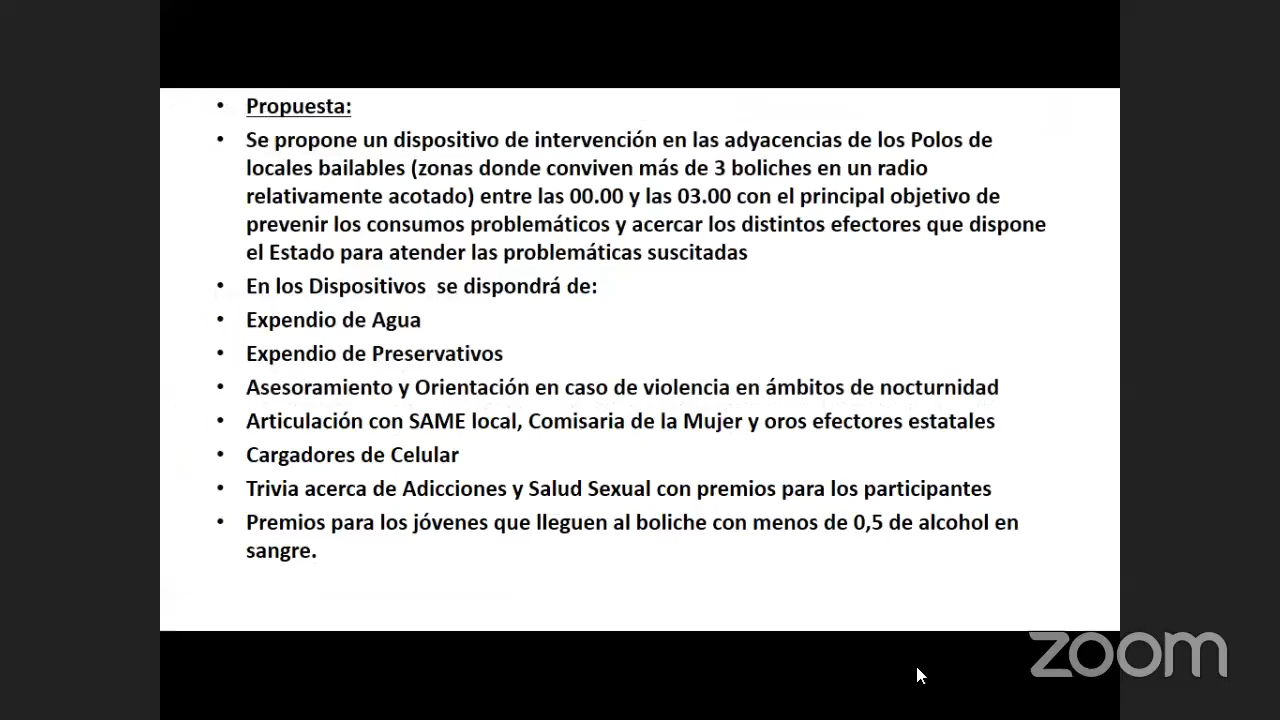 • Propuesta:
• Se propone un dispositivo de intervención en las adyacencias de los Polos de
locales bailables (zonas donde conviven más de 3 boliches en un radio
relativamente acotado) entre las 00.00 y las 03.00 con el principal objetivo de
prevenir los consumos problemáticos y acercar los distintos efectores que dispone
el Estado para atender las problemáticas suscitadas
• En los Dispositivos se dispondrá de:
• Expendio de Agua
• Expendio de Preservativos
• Asesoramiento y Orientación en caso de violencia en ámbitos de nocturnidad
• Articulación con SAME local, Comisaria de la Mujer y oros efectores estatales
• Cargadores de Celular
• Trivia acerca de Adicciones y Salud Sexual con premios para los participantes
• Premios para los jóvenes que lleguen al boliche con menos de 0,5 de alcohol en
sangre.
zoom